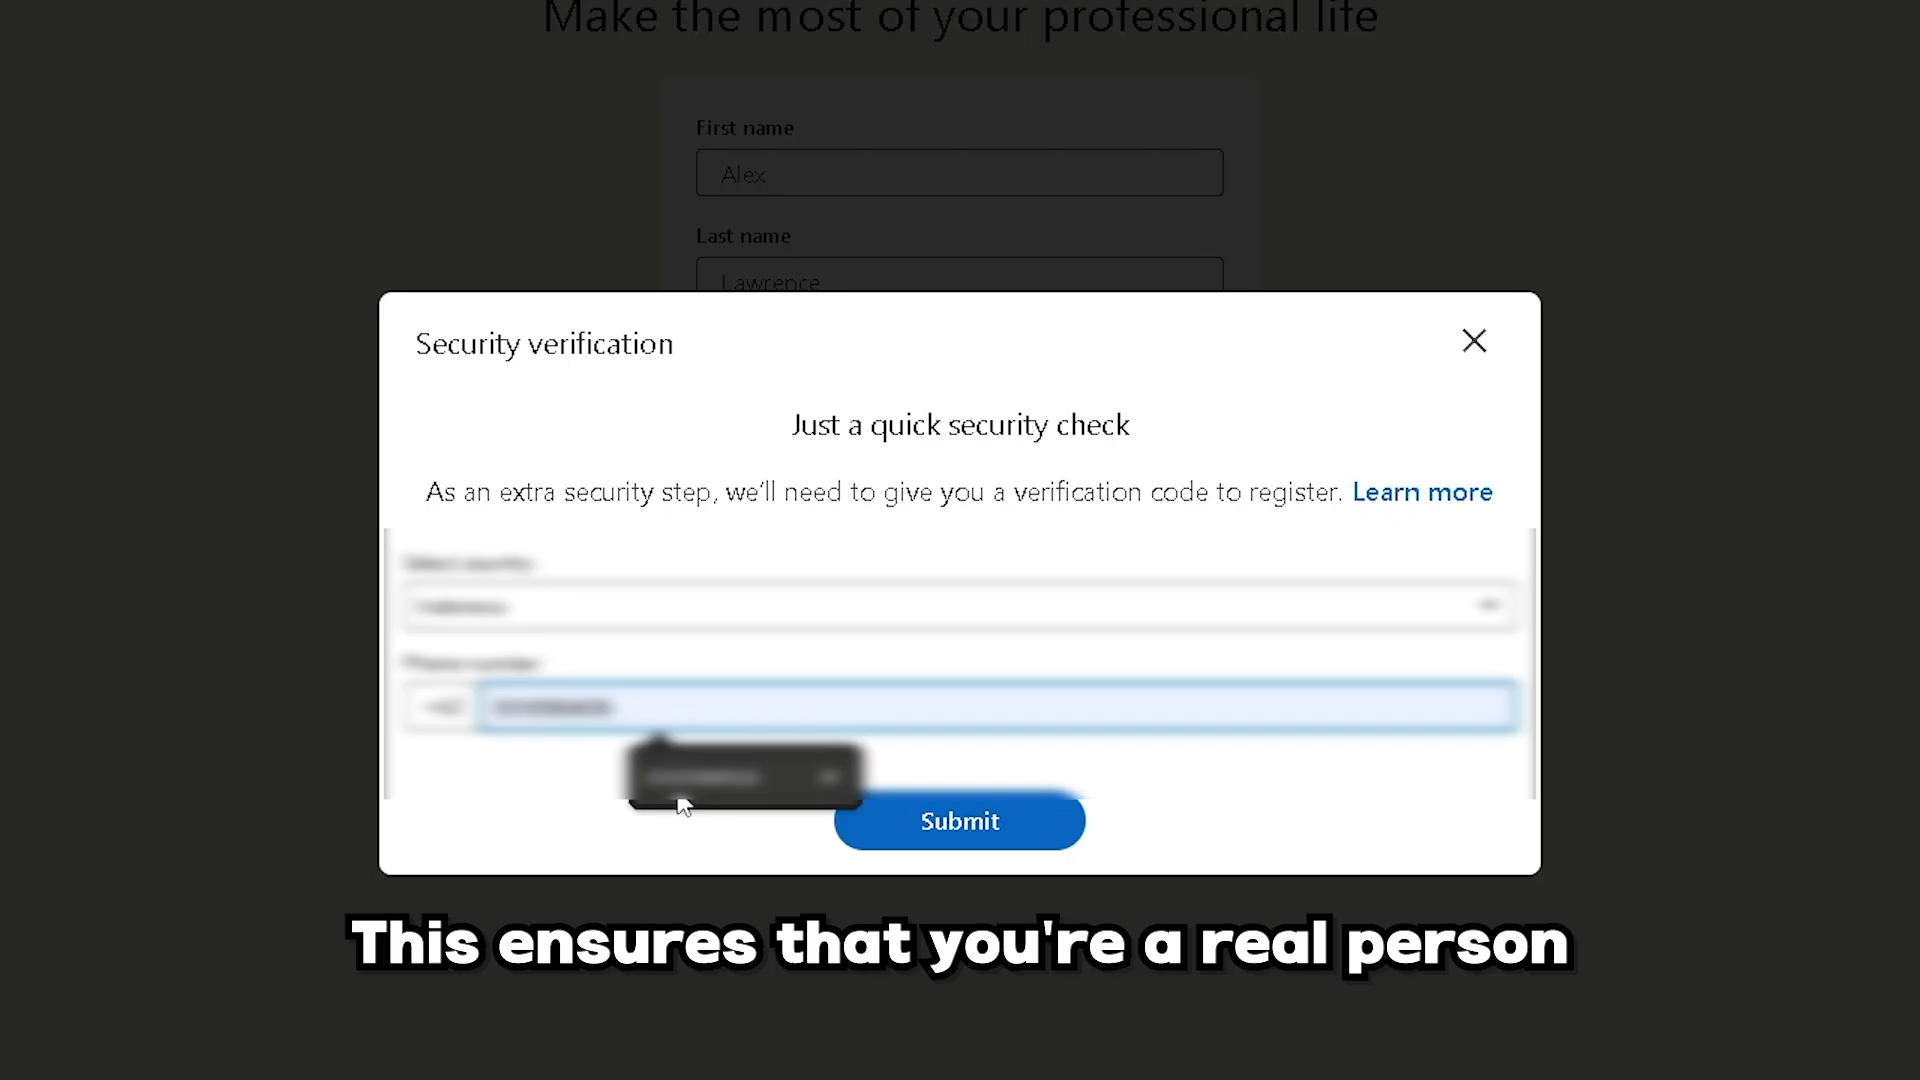 Make the most of your professional life
First name
Alex
Last name
Lawrence
Security verification
Just a quick security check
As an extra security step, we'll need to give you a verification code to register. Learn more
Submit
This ensures that you're a real person